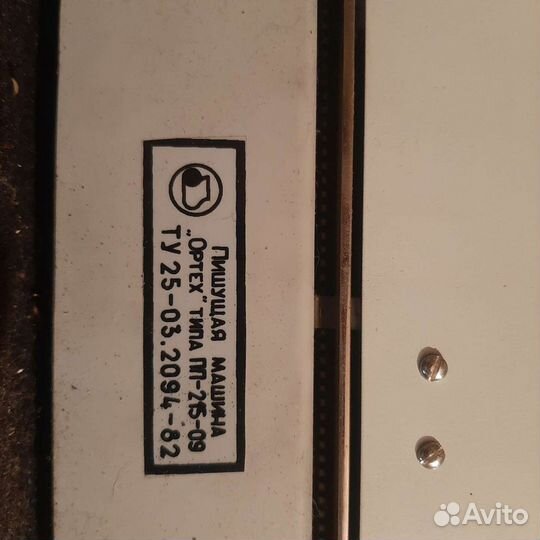 Пишущая машина
„Ортех" типа ПП-215-09
ТУ 25-03.2094-82
Avito